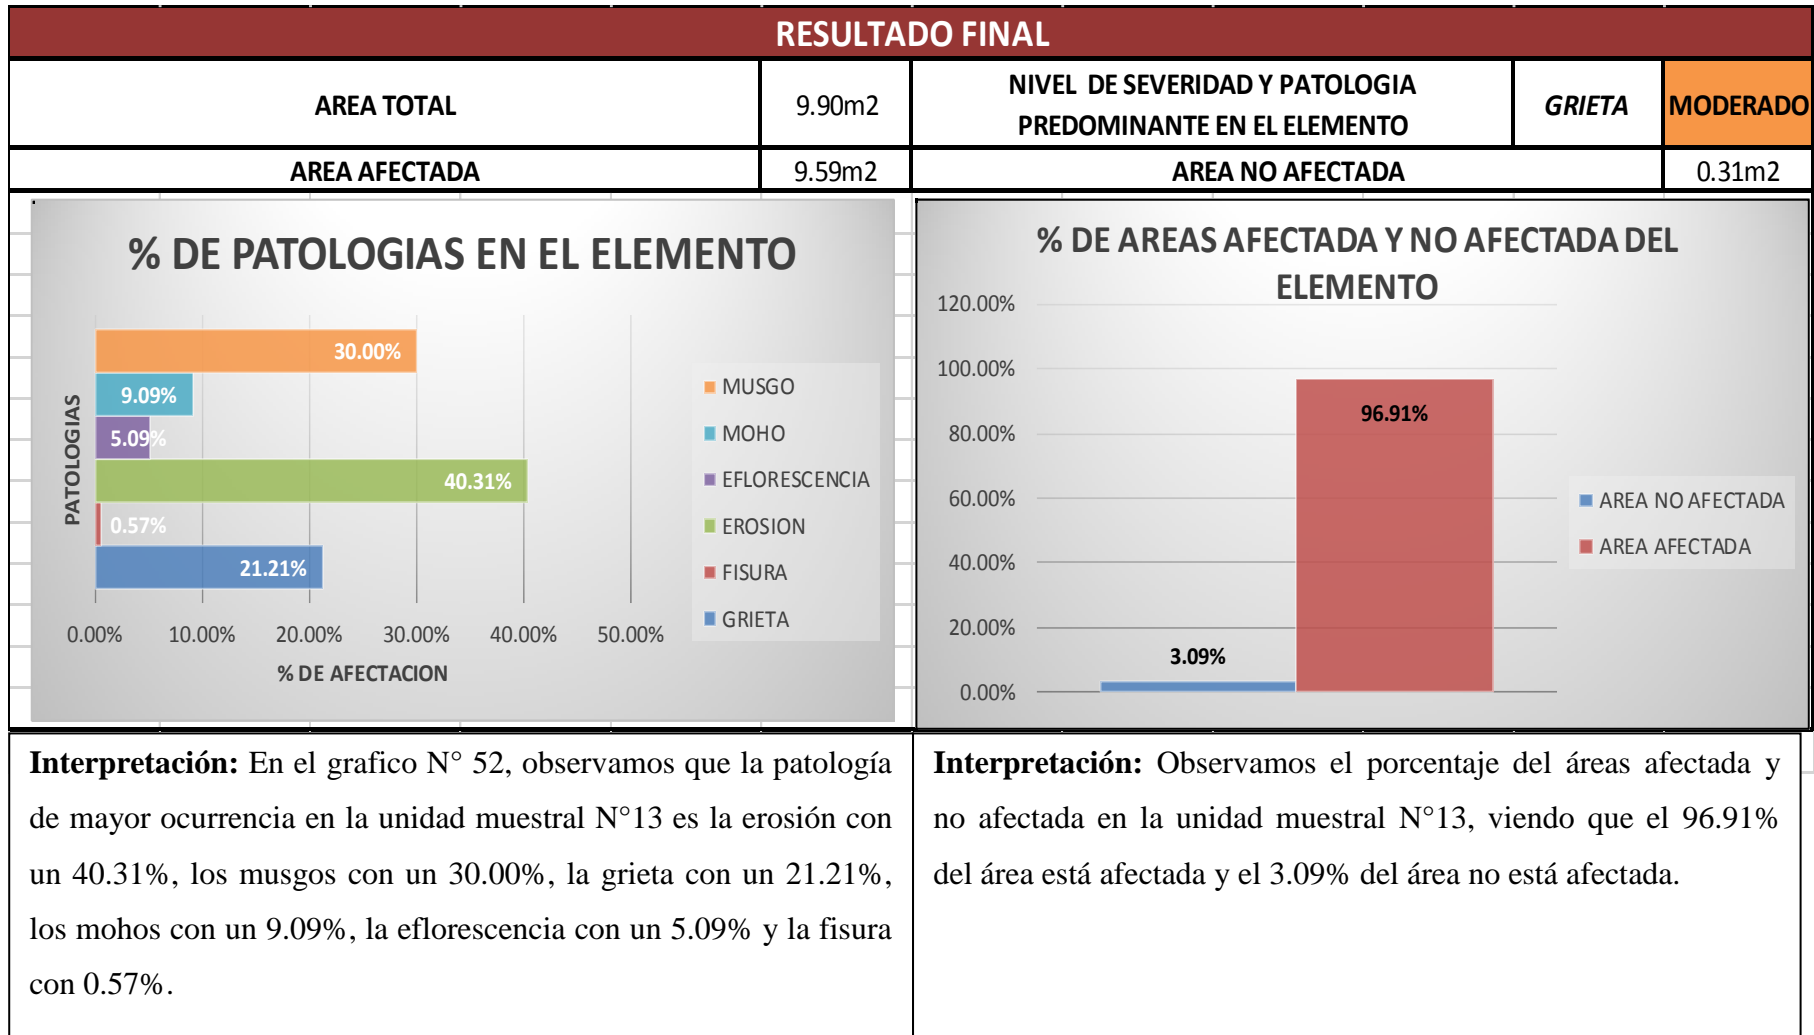 RESULTADO FINAL
AREA TOTAL
9.90m2
NIVEL DE SEVERIDAD Y PATOLOGIA
PREDOMINANTE EN EL ELEMENTO
GRIETA
MODERADO
AREA AFECTADA
9.59m2
AREA NO AFECTADA
0.31m2
% DE PATOLOGIAS EN EL ELEMENTO
PATOLOGIAS
30.00%
9.09%
5.09%
40.31%
0.57%
21.21%
0.00% 10.00% 20.00% 30.00% 40.00% 50.00%
% DE AFECTACION
MUSGO
MOHO
EFLORESCENCIA
EROSION
FISURA
GRIETA
% DE AREAS AFECTADA Y NO AFECTADA DEL
ELEMENTO
120.00%
100.00%
80.00%
60.00%
40.00%
20.00%
0.00%
3.09%
96.91%
AREA NO AFECTADA
AREA AFECTADA
Interpretación: En el grafico N° 52, observamos que la patología
de mayor ocurrencia en la unidad muestral N°13 es la erosión con
un 40.31%, los musgos con un 30.00%, la grieta con un 21.21%,
los mohos con un 9.09%, la eflorescencia con un 5.09% y la fisura
con 0.57%.
Interpretación: Observamos el porcentaje del áreas afectada y
no afectada en la unidad muestral N°13, viendo que el 96.91%
del área está afectada y el 3.09% del área no está afectada.